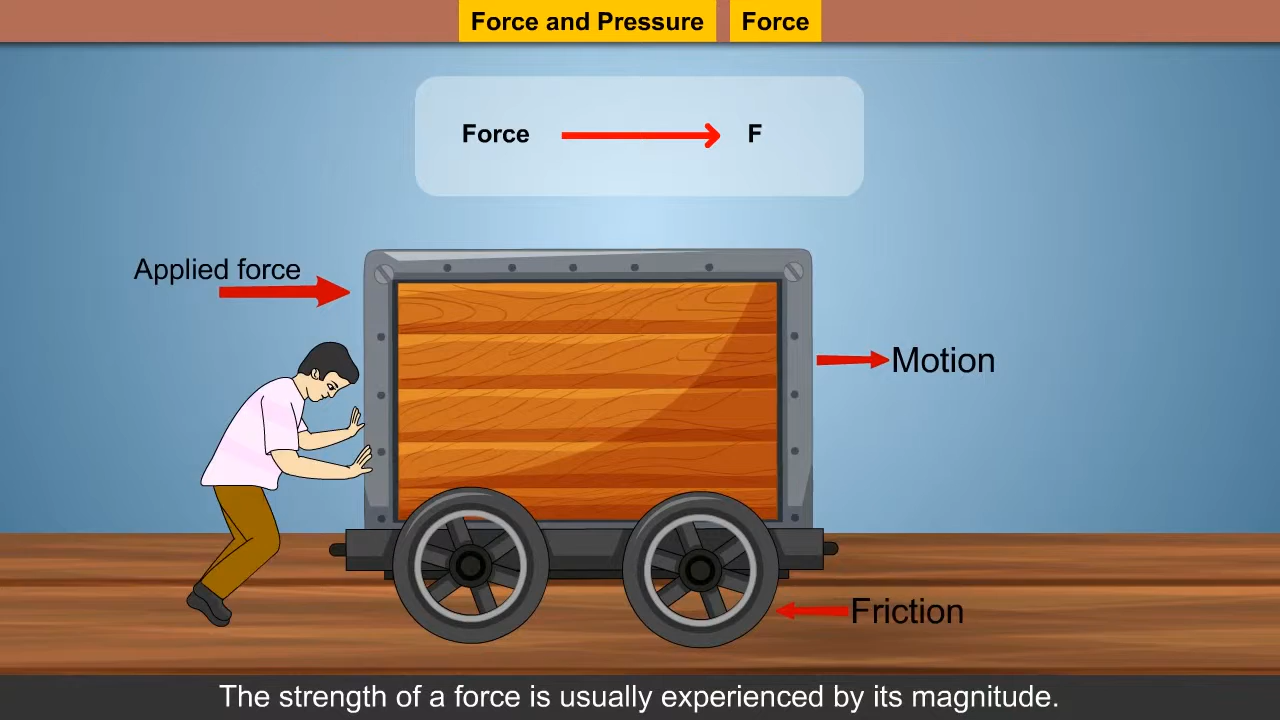 Force and Pressure Force
Force F
Applied force
Motion
Friction
The strength of a force is usually experienced by its magnitude.